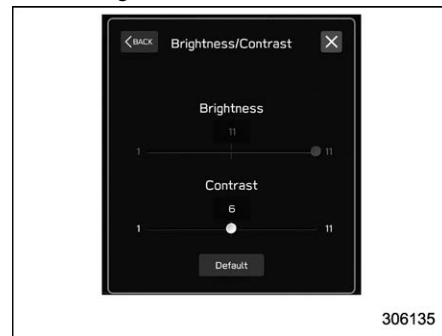 BACK Brightness/Contrast X
Brightness
11
1 11
Contrast
6
1 11
Default
306135